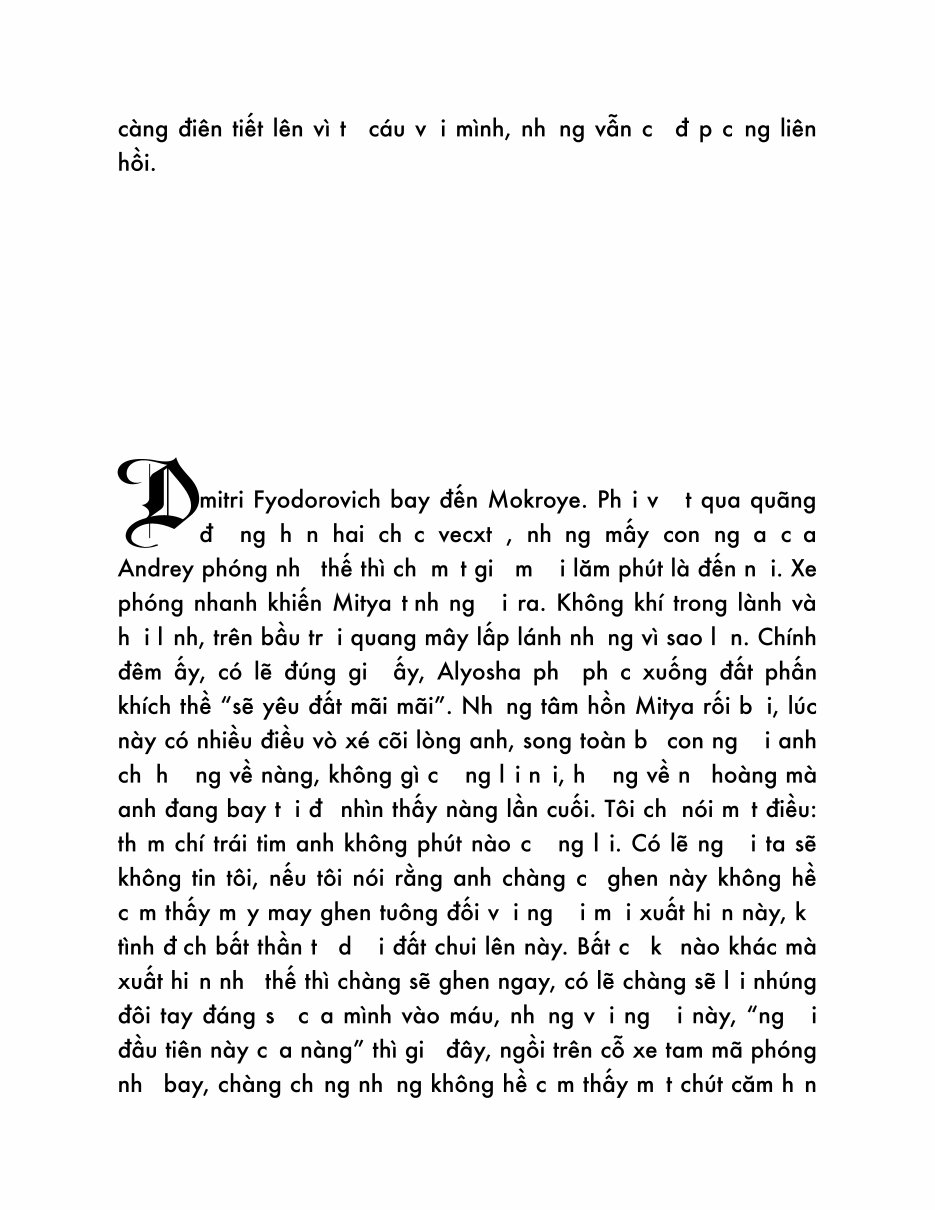 càng điên tiết lên vì t cáu v i mình, nh ng vẫn c đ p c ng liên
hồi.
Dmitri Fyodorovich bay đến Mokroye. Ph i v t qua quãng
đ ng h n hai ch c vecxt , nh ng mấy con ng a c a
Andrey phóng nh thế thì ch m t gi m i lăm phút là đến n i. Xe
phóng nhanh khiến Mitya t nh ng i ra. Không khí trong lành và
h i l nh, trên bầu tr i quang mây lấp lánh nh ng vì sao l n. Chính
đêm ấy, có lẽ đúng gi ấy, Alyosha ph ph c xuống đất phấn
khích thề “sẽ yêu đất mãi mãi”. Nh ng tâm hồn Mitya rối b i, lúc
này có nhiều điều vò xé cõi lòng anh, song toàn b con ng i anh
ch h ng về nàng, không gì c ng l i n i, h ng về n hoàng mà
anh đang bay t i đ nhìn thấy nàng lần cuối. Tôi ch nói m t điều:
th m chí trái tim anh không phút nào c ng l i. Có lẽ ng i ta sẽ
không tin tôi, nếu tôi nói rằng anh chàng c ghen này không hề
c m thấy m y may ghen tuông đối v i ng i m i xuất hi n này, k
tình đ ch bất thần t d i đất chui lên này. Bất c k nào khác mà
xuất hi n nh thế thì chàng sẽ ghen ngay, có lẽ chàng sẽ l i nhúng
đôi tay đáng s c a mình vào máu, nh ng v i ng i này, “ng i
đầu tiên này c a nàng” thì gi đây, ngồi trên cỗ xe tam mã phóng
nh bay, chàng ch ng nh ng không hề c m thấy m t chút căm h n